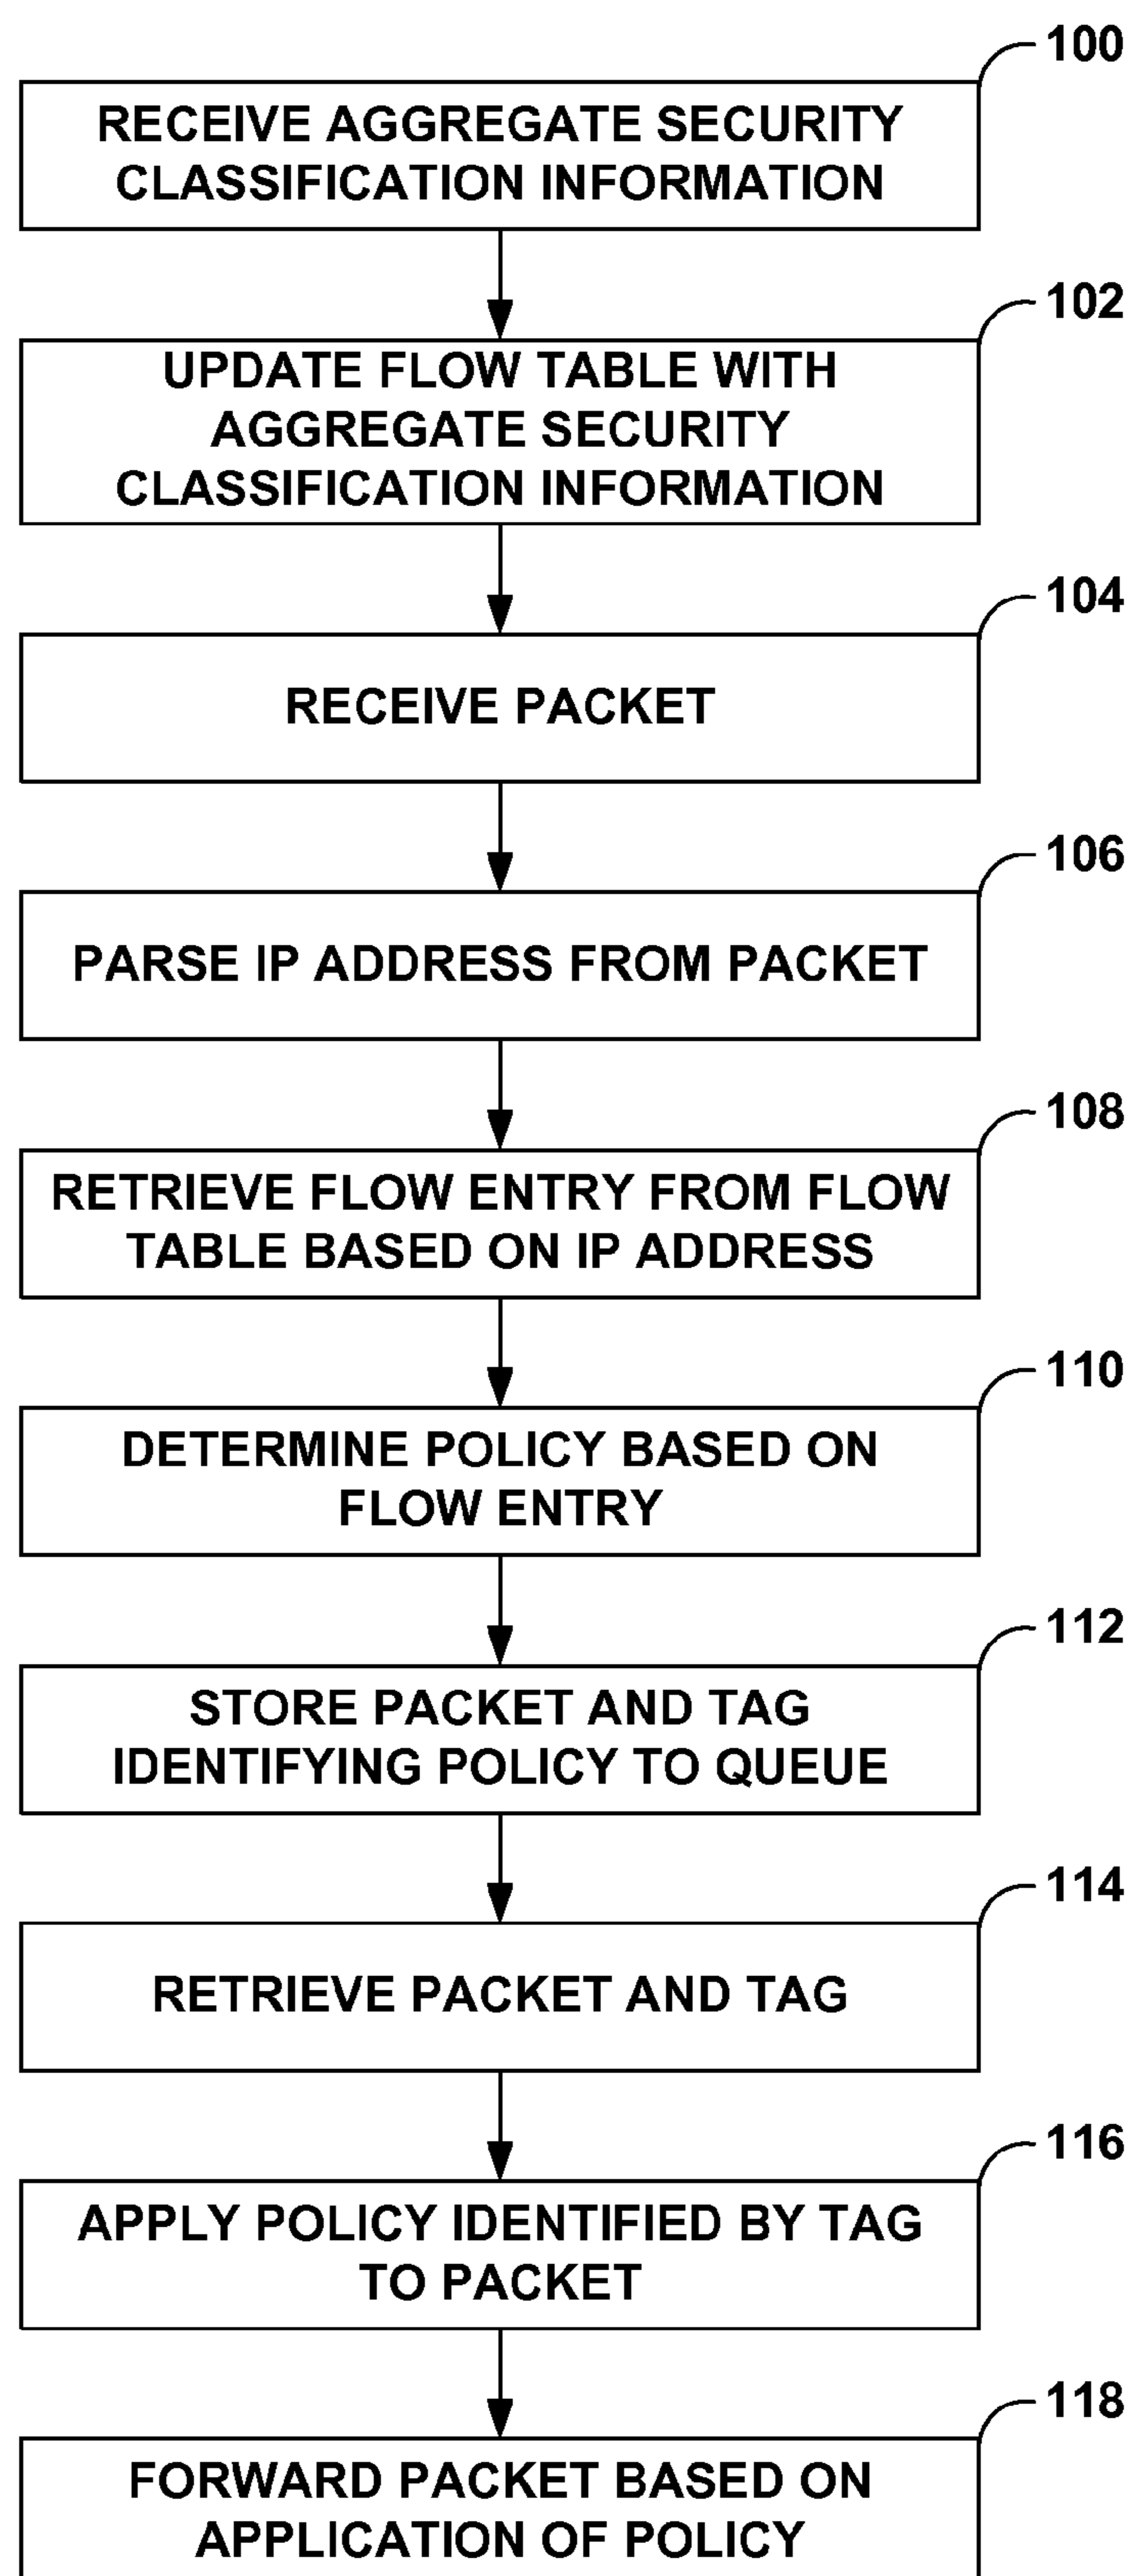 100
RECEIVE AGGREGATE SECURITY
CLASSIFICATION INFORMATION
102
UPDATE FLOW TABLE WITH
AGGREGATE SECURITY
CLASSIFICATION INFORMATION
104
RECEIVE PACKET
106
PARSE IP ADDRESS FROM PACKET
108
RETRIEVE FLOW ENTRY FROM FLOW
TABLE BASED ON IP ADDRESS
110
DETERMINE POLICY BASED ON
FLOW ENTRY
112
STORE PACKET AND TAG
IDENTIFYING POLICY TO QUEUE
114
RETRIEVE PACKET AND TAG
116
APPLY POLICY IDENTIFIED BY TAG
TO PACKET
118
FORWARD PACKET BASED ON
APPLICATION OF POLICY